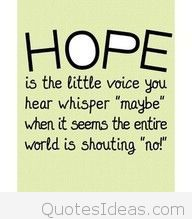 HOPE
is the little voice you
hear whisper "maybe"
when it seems the entire
world is shouting "no!"
QuotesIdeas.com